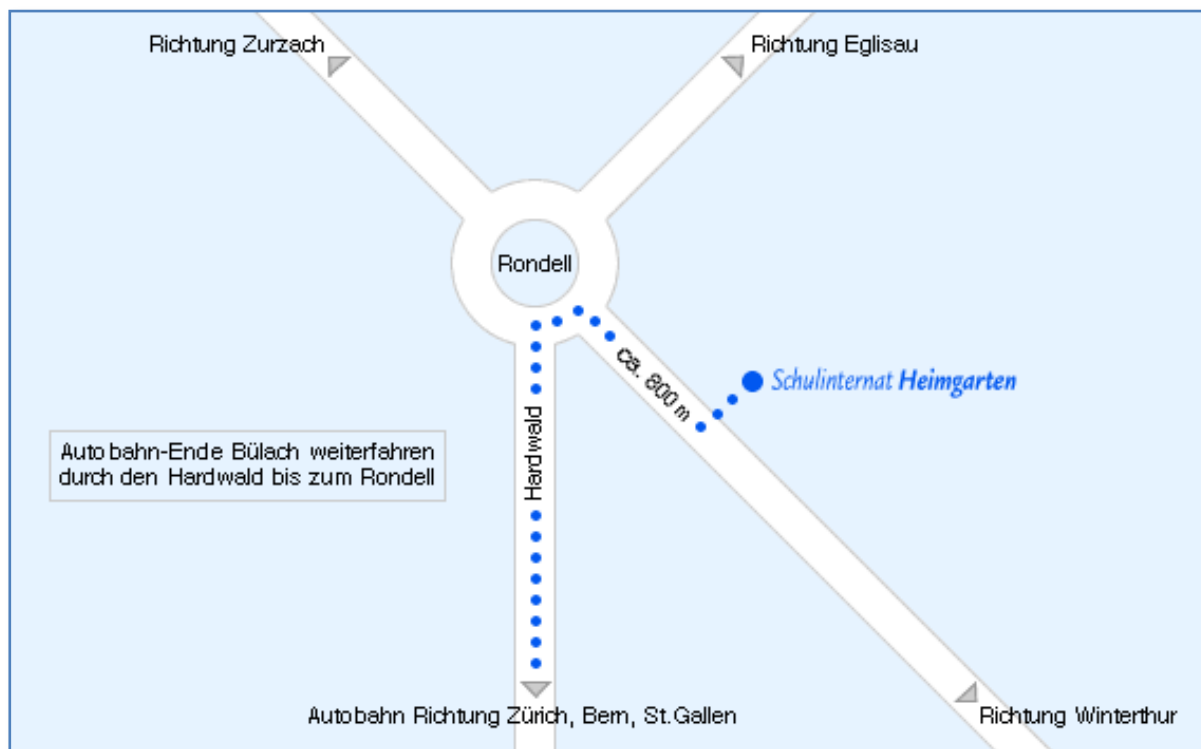 Richtung Zurzach
Richtung Eglisau
Rondell
ca. 800 m
Schulinternat Heimgarten
Hardwald
Autobahn-Ende Bülach weiterfahren
durch den Hardwald bis zum Rondell
Autobahn Richtung Zürich, Bern, St.Gallen
Richtung Winterthur